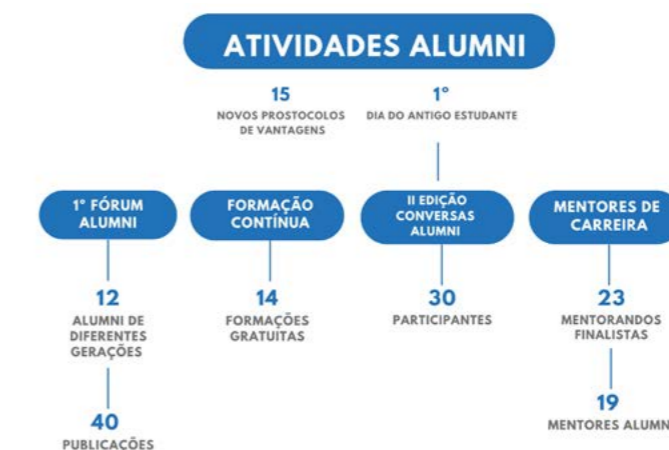 ATIVIDADES ALUMNI
15
NOVOS PROSTOCOLOS
DE VANTAGENS
1º
DIA DO ANTIGO ESTUDANTE
1º FÓRUM
ALUMNI
12
ALUMNI DE
DIFERENTES
GERAÇÕES
40
PUBLICAÇÕES
FORMAÇÃO
CONTÍNUA
14
FORMAÇÕES
GRATUITAS
II EDIÇÃO
CONVERSAS
ALUMNI
30
PARTICIPANTES
MENTORES DE
CARREIRA
23
MENTORANDOS
FINALISTAS
19
MENTORES ALUMN